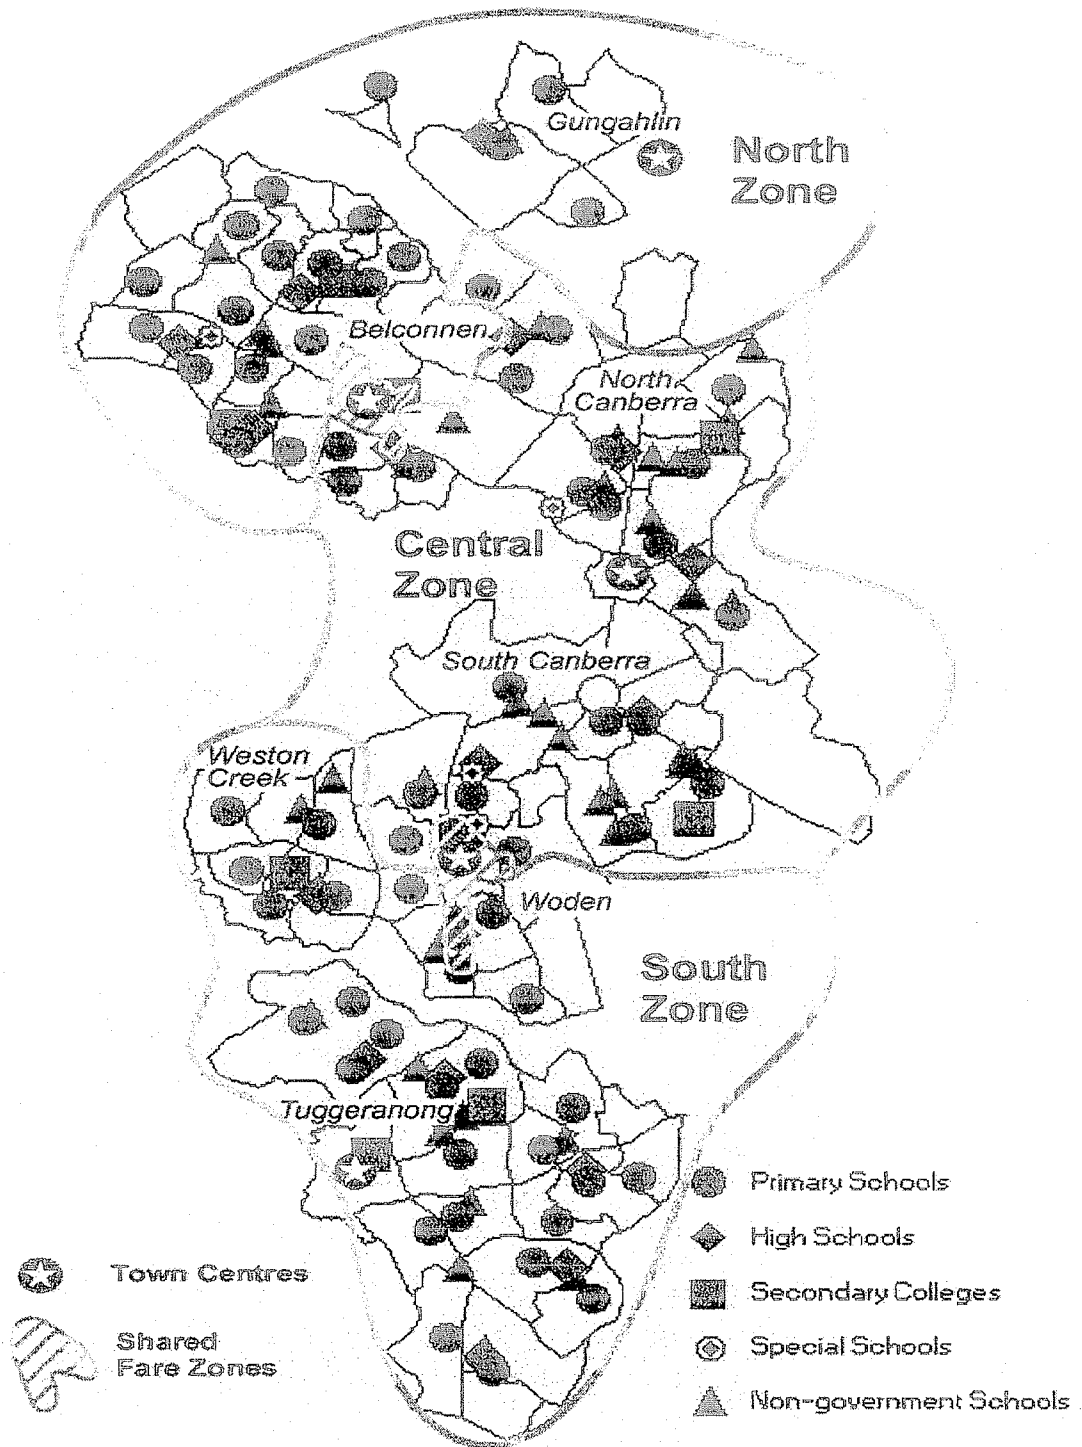 Gungahlin
North
Zone
Belconnen
North
Canberra
Central
Zone
South Canberra
Weston
Creek
Woden
South
Zone
Tuggeranong
Primary Schools
High Schools
Town Centres
Secondary Colleges
Shared
Fare Zones
Special Schools
Non-government Schools